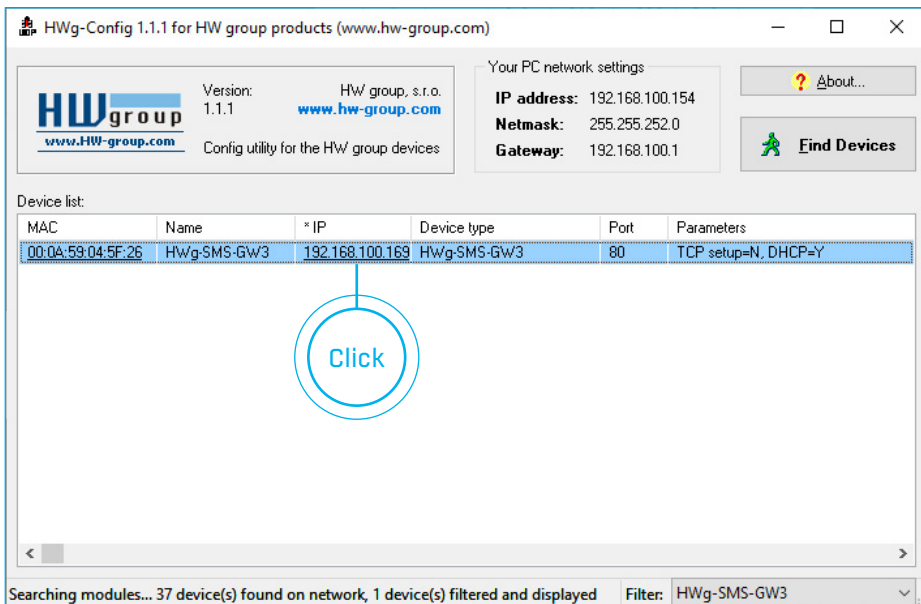 HWg-Config 1.1.1 for HW group products (www.hw-group.com)
HWgroup
www.HW-group.com
Version: HW group, s.r.o.
1.1.1 www.hw-group.com
Config utility for the HW group devices
Your PC network settings
IP address: 192.168.100.154
Netmask: 255.255.252.0
Gateway: 192.168.100.1
? About...
Find Devices
Device list:
MAC Name * IP Device type Port Parameters
00:0A:59:04:5F:26 HWg-SMS-GW3 192.168.100.169 HWg-SMS-GW3 80 TCP setup=N, DHCP=Y
Click
Searching modules... 37 device(s) found on network, 1 device(s) filtered and displayed Filter: HWg-SMS-GW3